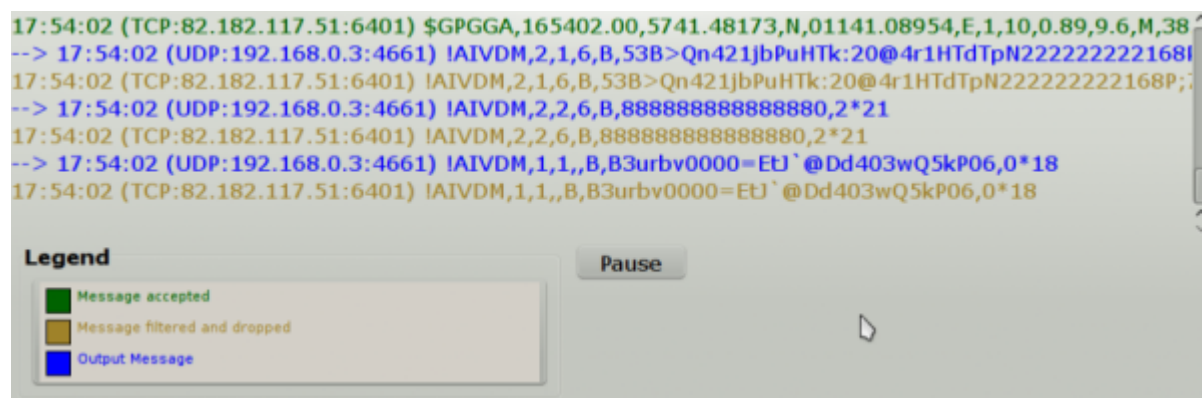 17:54:02 (TCP:82.182.117.51:6401) $GPGGA,165402.00,5741.48173,N,01141.08954,E,1,10,0.89,9.6,M,38
--> 17:54:02 (UDP:192.168.0.3:4661) !AIVDM,2,1,6,B,53B>Qn421jbPuHTk:20@4r1HTdTpN222222222168
17:54:02 (TCP:82.182.117.51:6401) !AIVDM,2,1,6,B,53B>Qn421jbPuHTk:20@4r1HTdTpN222222222168P;
--> 17:54:02 (UDP:192.168.0.3:4661) !AIVDM,2,2,6,B,8888888888888880,2*21
17:54:02 (TCP:82.182.117.51:6401) !AIVDM,2,2,6,B,8888888888888880,2*21
--> 17:54:02 (UDP:192.168.0.3:4661) !AIVDM,1,1,,B,B3urbv0000=EtJ`@Dd403wQ5kP06,0*18
17:54:02 (TCP:82.182.117.51:6401) !AIVDM,1,1,,B,B3urbv0000=EtJ`@Dd403wQ5kP06,0*18
Legend
Pause
Message accepted
Message filtered and dropped
Output Message